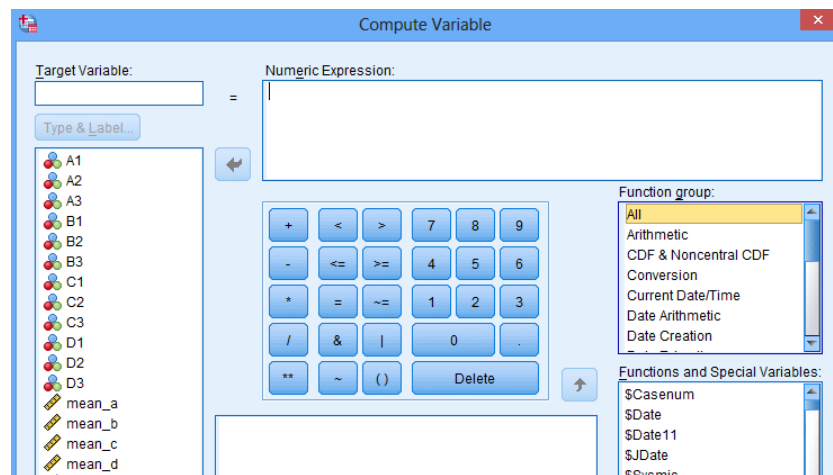 Compute Variable
Target Variable:
=
Type & Label...
A1
A2
A3
B1
B2
B3
C1
C2
C3
D1
D2
D3
mean_a
mean_b
mean_c
mean_d
Numeric Expression:
+ < > 7 8 9
- <= >= 4 5 6
* = ~= 1 2 3
/ & | 0 .
** ~ ( ) Delete
Function group:
All
Arithmetic
CDF & Noncentral CDF
Conversion
Current Date/Time
Date Arithmetic
Date Creation
Functions and Special Variables:
$Casenum
$Date
$Date11
$JDate